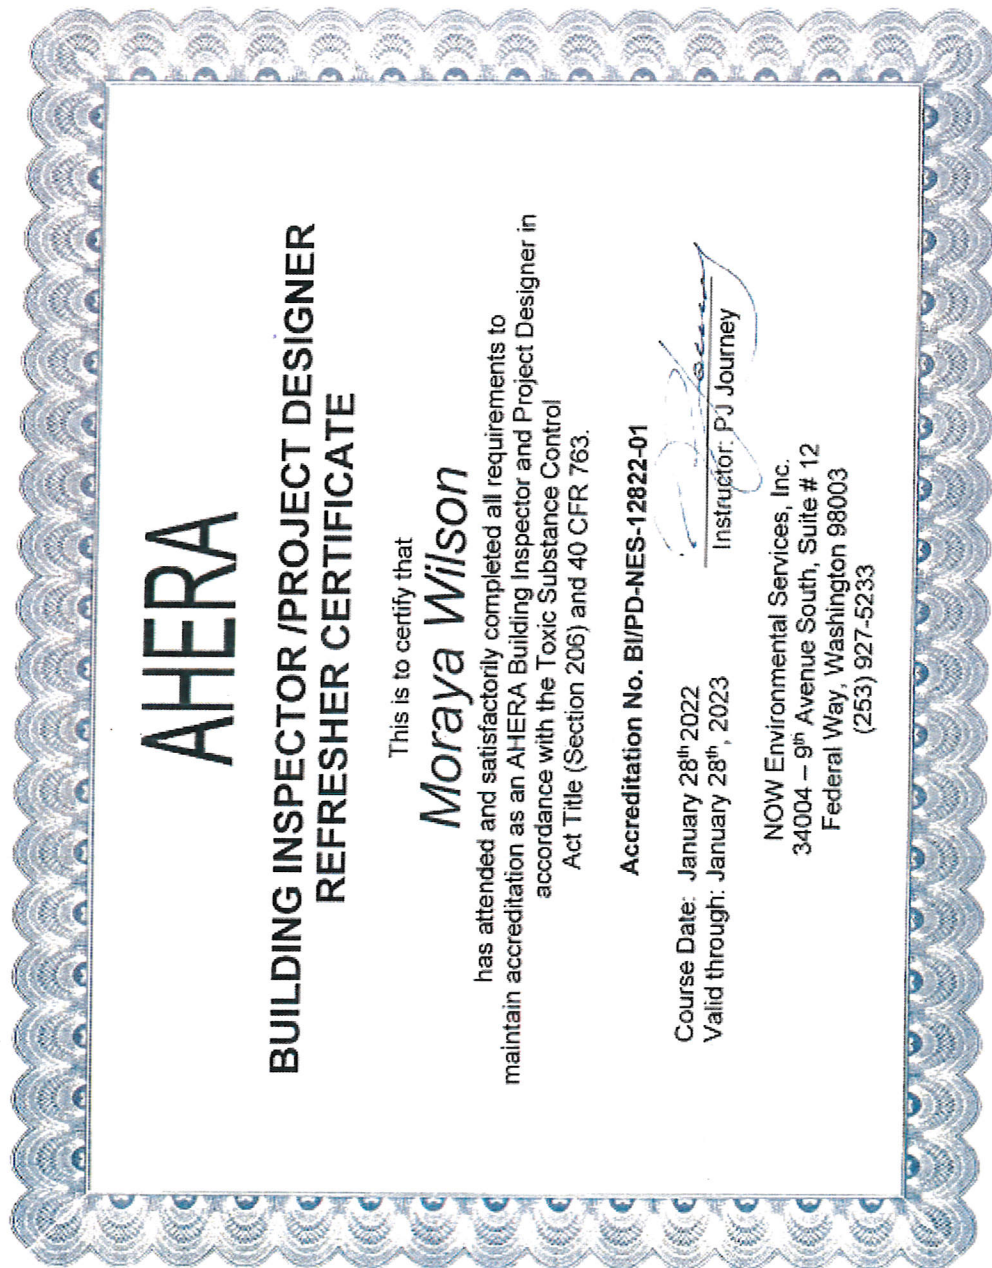 AHERA
BUILDING INSPECTOR /PROJECT DESIGNER
REFRESHER CERTIFICATE
This is to certify that
Moraya Wilson
has attended and satisfactorily completed all requirements to
maintain accreditation as an AHERA Building Inspector and Project Designer in
accordance with the Toxic Substance Control
Act Title (Section 206) and 40 CFR 763.
Accreditation No. BI/PD-NES-12822-01
Course Date: January 28th 2022
Valid through: January 28th, 2023
Instructor: PJ Journey
NOW Environmental Services, Inc.
34004 – 9th Avenue South, Suite # 12
Federal Way, Washington 98003
(253) 927-5233